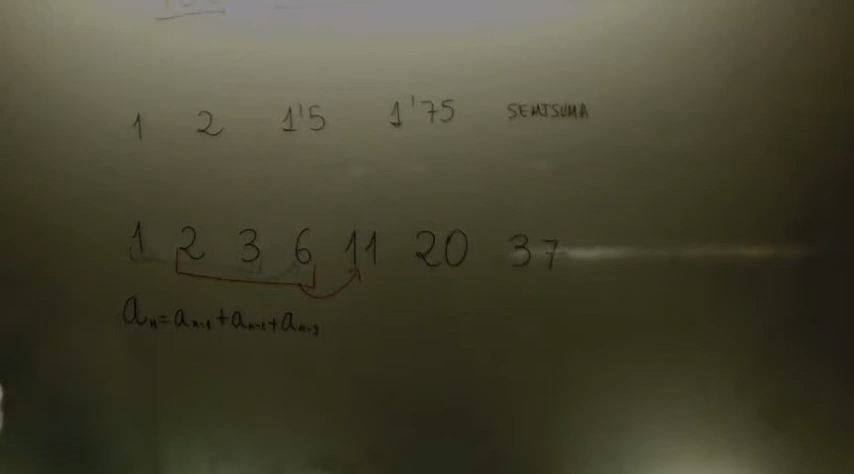 1 2 1'5 1'75 SEMISUMA
1 2 3 6 11 20 37
aₙ=aₙ₋₁+aₙ₋₂+aₙ₋₃